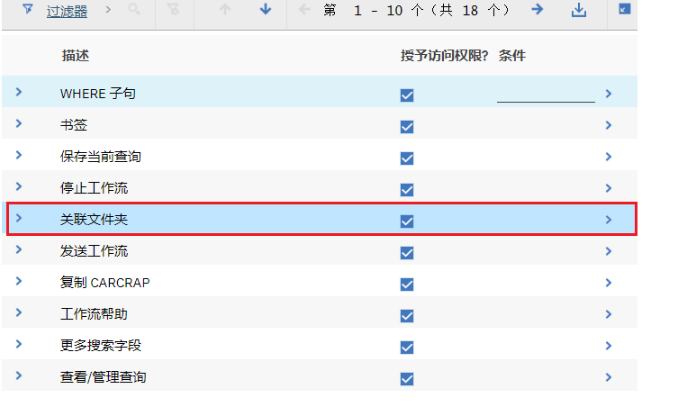 过滤器 第 1 - 10 个（共 18 个）
描述 授予访问权限? 条件
WHERE 子句
书签
保存当前查询
停止工作流
关联文件夹
发送工作流
复制 CARCRAP
工作流帮助
更多搜索字段
查看/管理查询